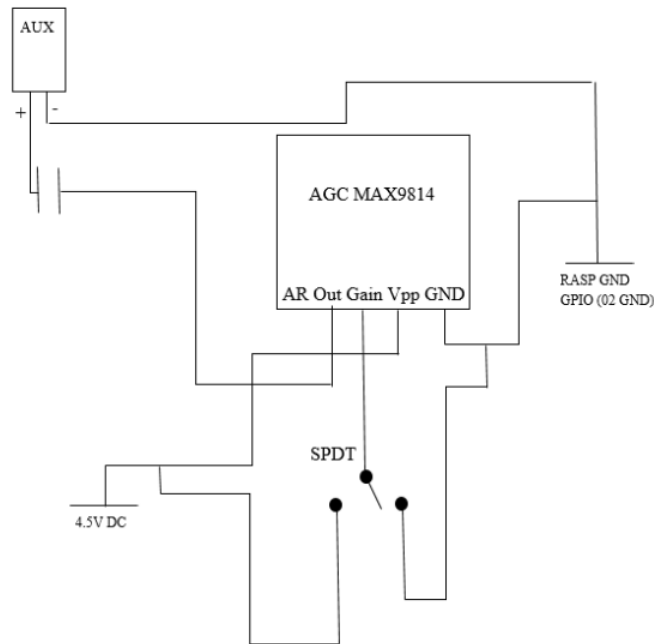 AUX
+ -
AGC MAX9814
AR Out Gain Vpp GND
RASP GND
GPIO (02 GND)
SPDT
4.5V DC